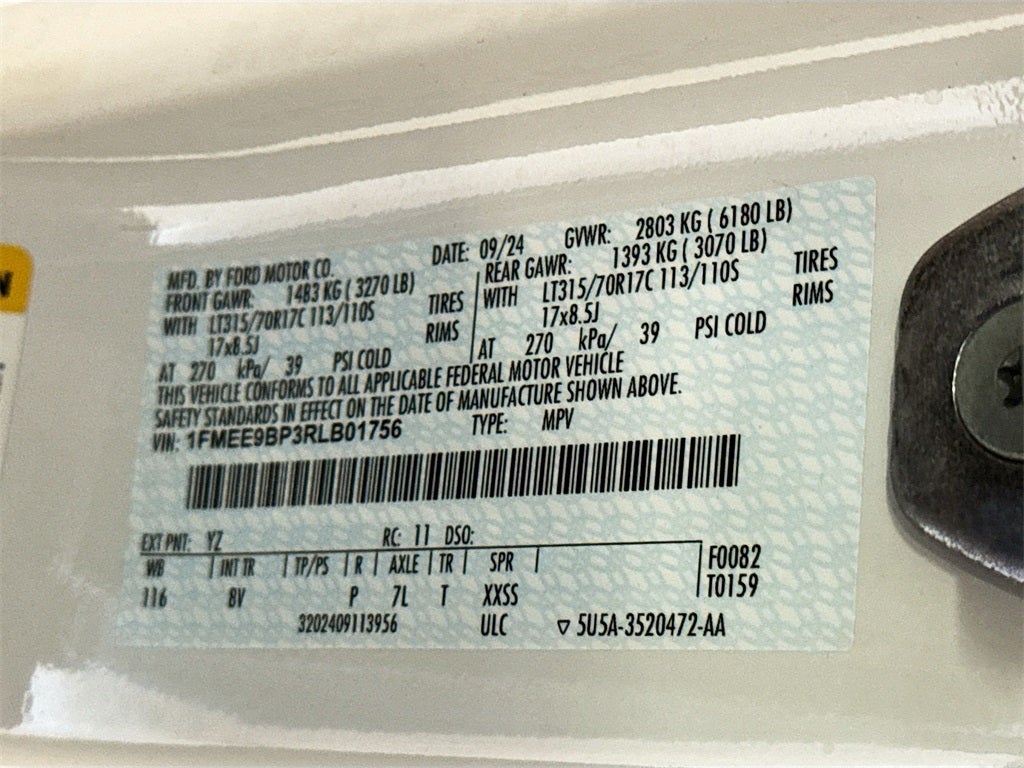 N
MFD. BY FORD MOTOR CO. DATE: 09/24 GVWR: 2803 KG ( 6180 LB)
FRONT GAWR: 1483 KG ( 3270 LB) REAR GAWR: 1393 KG ( 3070 LB)
WITH LT315/70R17C 113/110S TIRES WITH LT315/70R17C 113/110S TIRES
17x8.5J RIMS 17x8.5J RIMS
AT 270 kPa/ 39 PSI COLD AT 270 kPa/ 39 PSI COLD
THIS VEHICLE CONFORMS TO ALL APPLICABLE FEDERAL MOTOR VEHICLE
SAFETY STANDARDS IN EFFECT ON THE DATE OF MANUFACTURE SHOWN ABOVE.
VIN: 1FMEE9BP3RLB01756 TYPE: MPV
EXT PNT: YZ RC: 11 DSO:
WB INT TR TP/PS R AXLE TR SPR F0082
116 8V P 7L T XXSS T0159
3202409113956 ULC ▽ 5U5A-3520472-AA